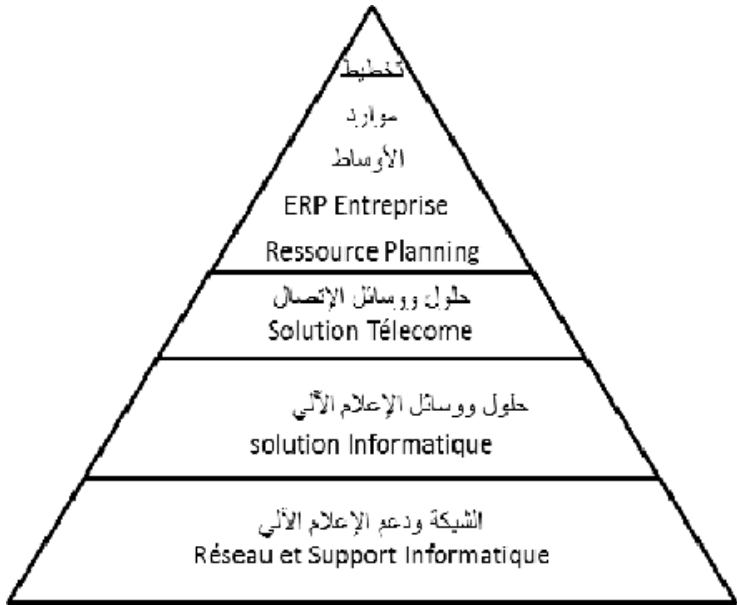 تخطيط
موارد
الأوساط
ERP Entreprise
Ressource Planning
حلول ووسائل الإتصال
Solution Télecome
حلول ووسائل الإعلام الآلي
solution Informatique
الشبكة ودعم الإعلام الآلي
Réseau et Support Informatique